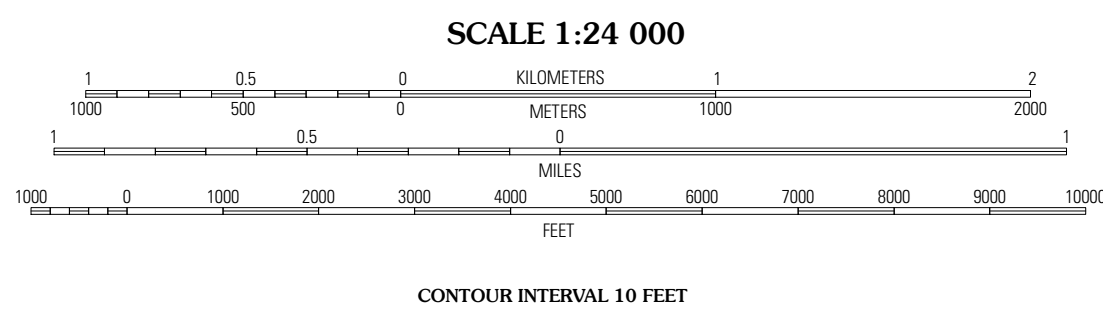 SCALE 1:24 000
1 0.5 0 KILOMETERS 1 2
1000 500 0 METERS 1000 2000
1 0.5 0 1
MILES
1000 0 1000 2000 3000 4000 5000 6000 7000 8000 9000 10000
FEET
CONTOUR INTERVAL 10 FEET